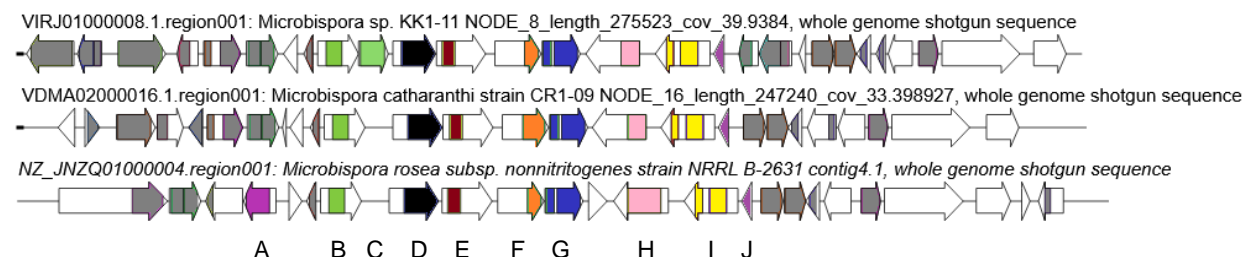 VIRJ01000008.1.region001: Microbispora sp. KK1-11 NODE_8_length_275523_cov_39.9384, whole genome shotgun sequence
VDMA02000016.1.region001: Microbispora catharanthi strain CR1-09 NODE_16_length_247240_cov_33.398927, whole genome shotgun sequence
NZ_JNZQ01000004.region001: Microbispora rosea subsp. nonnitritogenes strain NRRL B-2631 contig4.1, whole genome shotgun sequence
A B C D E F G H I J